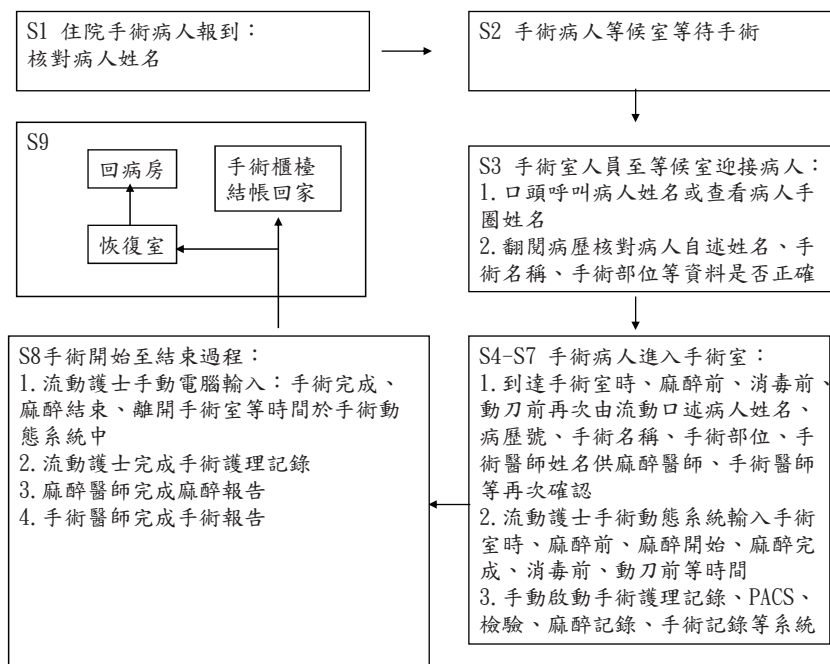 S1 住院手術病人報到：
核對病人姓名
S2 手術病人等候室等待手術
S3 手術室人員至等候室迎接病人：
1.口頭呼叫病人姓名或查看病人手
圈姓名
2.翻閱病歷核對病人自述姓名、手
術名稱、手術部位等資料是否正確
S4-S7 手術病人進入手術室：
1.到達手術室時、麻醉前、消毒前、
動刀前再次由流動口述病人姓名、
病歷號、手術名稱、手術部位、手
術醫師姓名供麻醉醫師、手術醫師
等再次確認
2.流動護士手術動態系統輸入手術
室時、麻醉前、麻醉開始、麻醉完
成、消毒前、動刀前等時間
3.手動啟動手術護理記錄、PACS、
檢驗、麻醉記錄、手術記錄等系統
S8手術開始至結束過程：
1.流動護士手動電腦輸入：手術完成、
麻醉結束、離開手術室等時間於手術動
態系統中
2.流動護士完成手術護理記錄
3.麻醉醫師完成麻醉報告
4.手術醫師完成手術報告
S9
回病房
手術櫃檯
結帳回家
恢復室